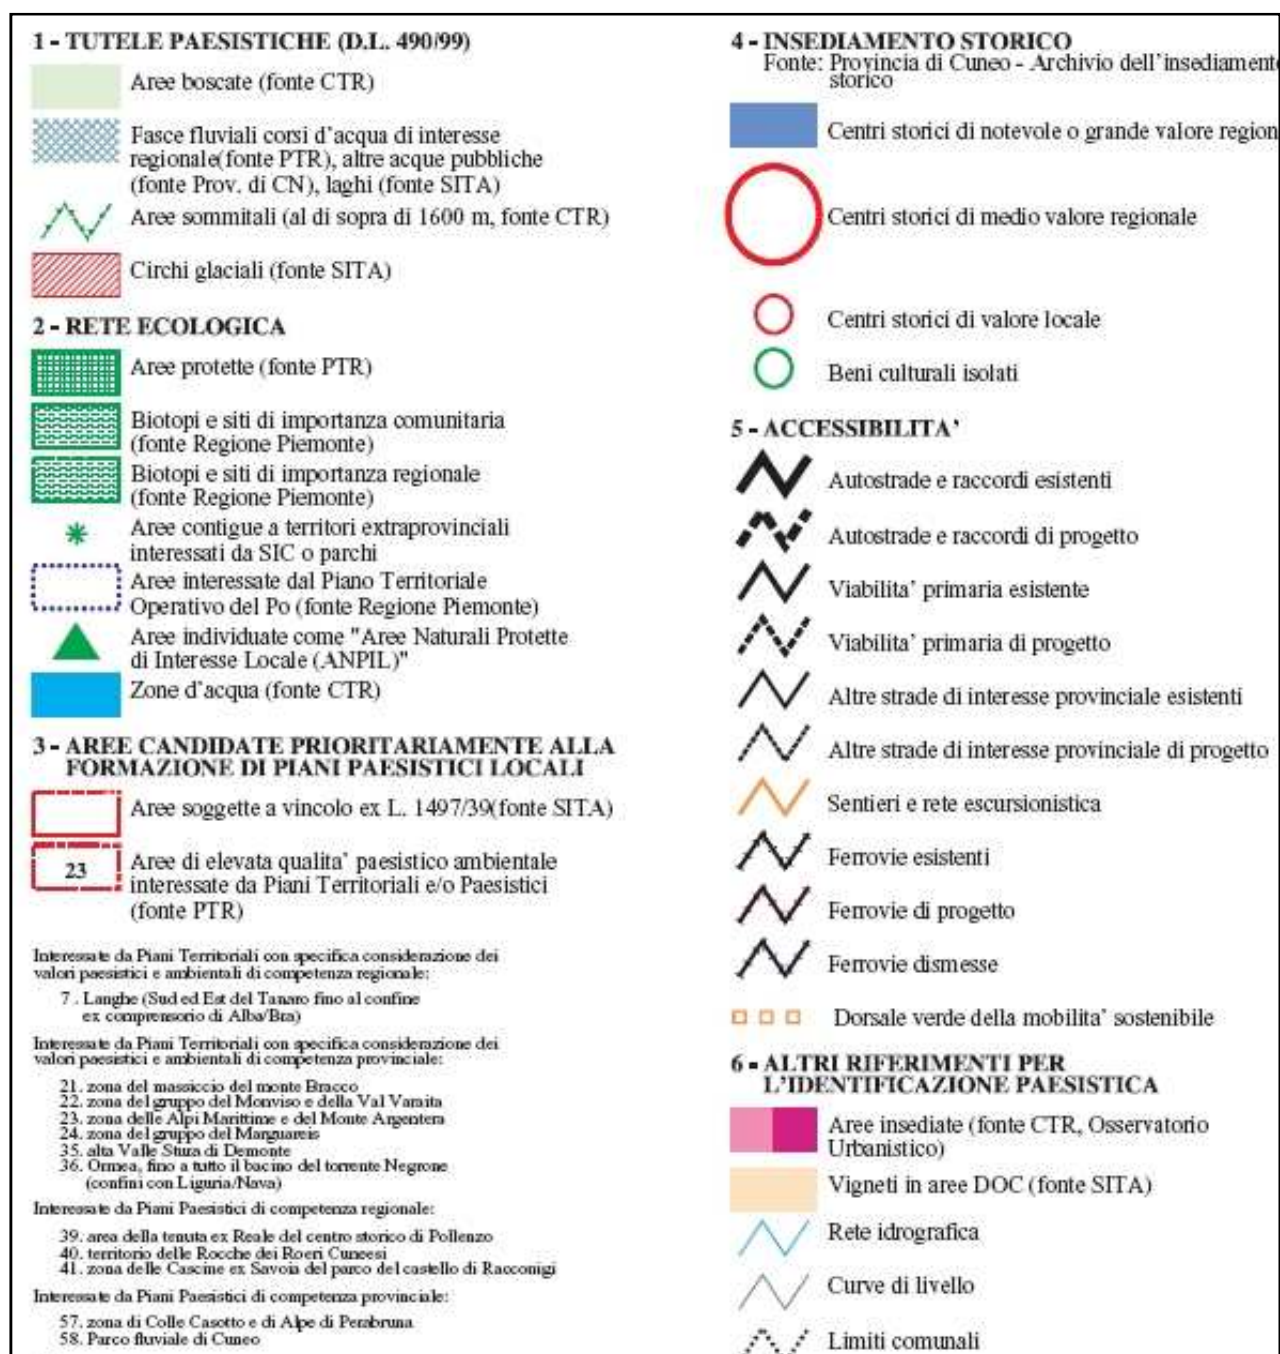 1 - TUTELE PAESISTICHE (D.L. 490/99)
Aree boscate (fonte CTR)
Fasce fluviali corsi d'acqua di interesse
regionale(fonte PTR), altre acque pubbliche
(fonte Prov. di CN), laghi (fonte SITA)
Aree sommitali (al di sopra di 1600 m, fonte CTR)
Circhi glaciali (fonte SITA)
2 - RETE ECOLOGICA
Aree protette (fonte PTR)
Biotopi e siti di importanza comunitaria
(fonte Regione Piemonte)
Biotopi e siti di importanza regionale
(fonte Regione Piemonte)
Aree contigue a territori extraprovinciali
interessati da SIC o parchi
Aree interessate dal Piano Territoriale
Operativo del Po (fonte Regione Piemonte)
Aree individuate come "Aree Naturali Protette
di Interesse Locale (ANPIL)"
Zone d'acqua (fonte CTR)
3 - AREE CANDIDATE PRIORITARIAMENTE ALLA
FORMAZIONE DI PIANI PAESISTICI LOCALI
Aree soggette a vincolo ex L. 1497/39(fonte SITA)
23
Aree di elevata qualita' paesistico ambientale
interessate da Piani Territoriali e/o Paesistici
(fonte PTR)
Interessate da Piani Territoriali con specifica considerazione dei
valori paesistici e ambientali di competenza regionale:
7 . Langhe (Sud ed Est del Tanaro fino al confine
ex comprensorio di Alba/Bra)
Interessate da Piani Territoriali con specifica considerazione dei
valori paesistici e ambientali di competenza provinciale:
21. zona del massiccio del monte Bracco
22. zona del gruppo del Monviso e della Val Varaita
23. zona delle Alpi Marittime e del Monte Argentera
24. zona del gruppo del Marguareis
35. alta Valle Stura di Demonte
36. Ormea, fino a tutto il bacino del torrente Negrone
(confini con Liguria/Nava)
Interessate da Piani Paesistici di competenza regionale:
39. area della tenuta ex Reale del centro storico di Pollenzo
40. territorio delle Rocche dei Roeri Cuneesi
41. zona delle Cascine ex Savoia del parco del castello di Racconigi
Interessate da Piani Paesistici di competenza provinciale:
57. zona di Colle Casotto e di Alpe di Perabruna
58. Parco fluviale di Cuneo
4 - INSEDIAMENTO STORICO
Fonte: Provincia di Cuneo - Archivio dell'insediamento
storico
Centri storici di notevole o grande valore region
Centri storici di medio valore regionale
Centri storici di valore locale
Beni culturali isolati
5 - ACCESSIBILITA'
Autostrade e raccordi esistenti
Autostrade e raccordi di progetto
Viabilita' primaria esistente
Viabilita' primaria di progetto
Altre strade di interesse provinciale esistenti
Altre strade di interesse provinciale di progetto
Sentieri e rete escursionistica
Ferrovie esistenti
Ferrovie di progetto
Ferrovie dismesse
Dorsale verde della mobilita' sostenibile
6 - ALTRI RIFERIMENTI PER
L'IDENTIFICAZIONE PAESISTICA
Aree insediate (fonte CTR, Osservatorio
Urbanistico)
Vigneti in aree DOC (fonte SITA)
Rete idrografica
Curve di livello
Limiti comunali